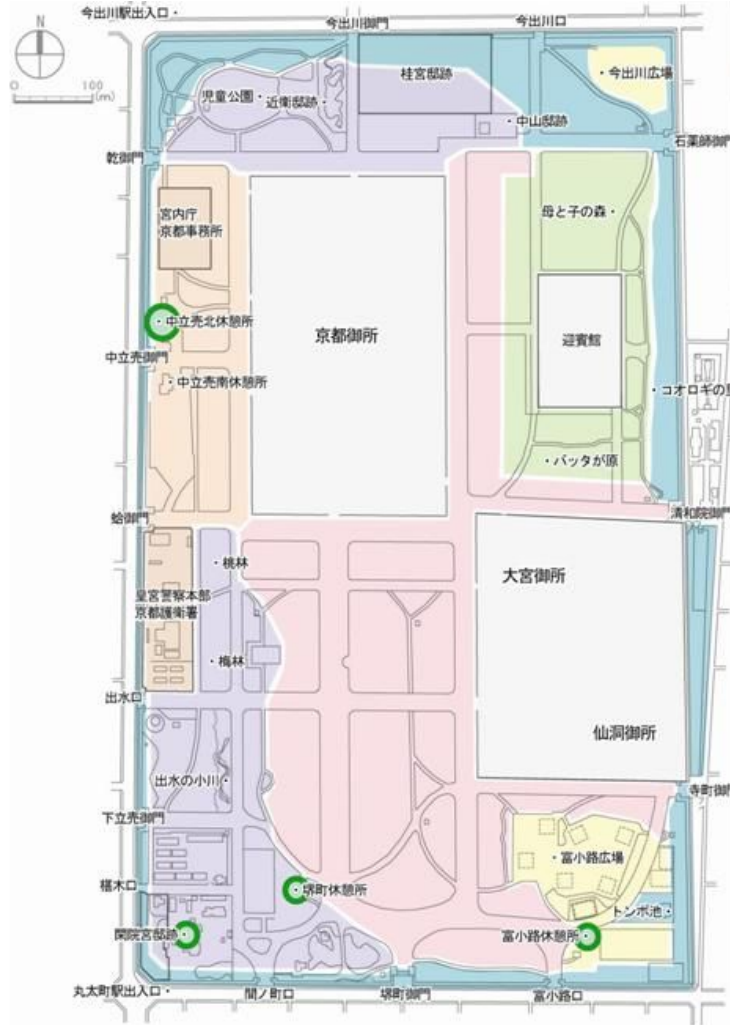 今出川駅出入口・
今出川御門
今出川口
N
0 100
(m)
児童公園・
近衛邸跡・
桂宮邸跡
・今出川広場
・中山邸跡
石薬師御門
乾御門
宮内庁
京都事務所
母と子の森・
・中立売北休憩所
京都御所
迎賓館
中立売御門
・中立売南休憩所
・コオロギの里
・バッタが原
蛤御門
清和院御門
・桃林
大宮御所
皇宮警察本部
京都護衛署
・梅林
出水口
仙洞御所
出水の小川・
寺町御門
下立売御門
・富小路広場
椹木口
・堺町休憩所
トンボ池・
閑院宮邸跡・
富小路休憩所・
丸太町駅出入口・
間ノ町口
堺町御門
富小路口